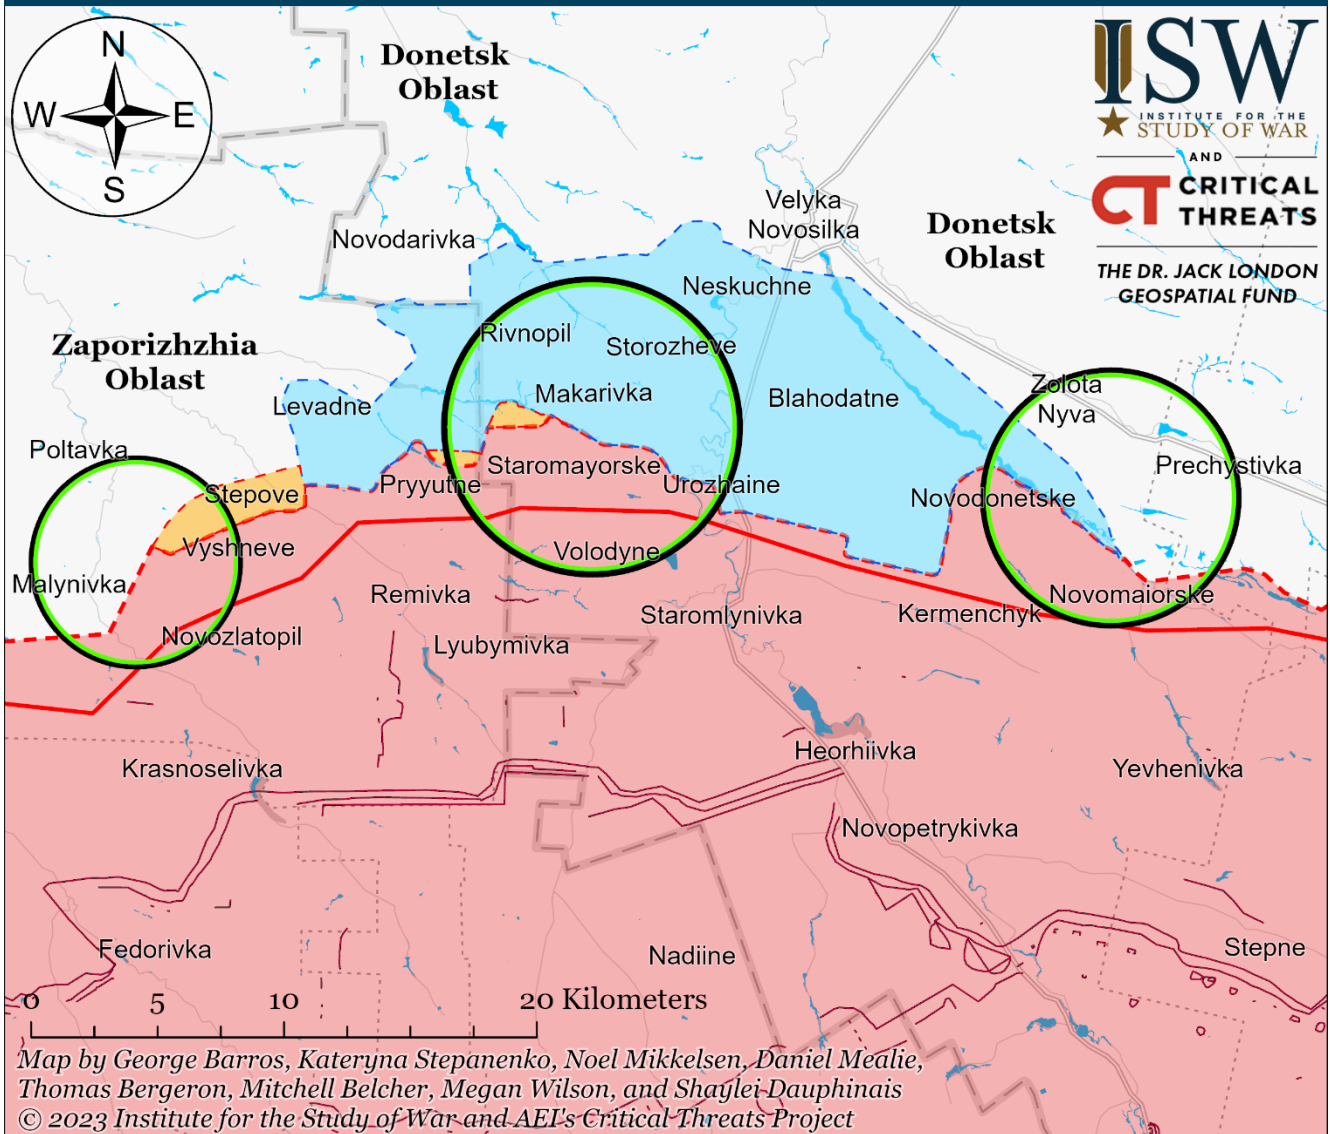 N
W
E
S
Donetsk
Oblast
ISW
INSTITUTE FOR THE
STUDY OF WAR
AND
CT CRITICAL
THREATS
THE DR. JACK LONDON
GEOSPATIAL FUND
Velyka
Novosilka
Donetsk
Oblast
Novodarivka
Neskuchne
Zaporizhzhia
Oblast
Rivnopil
Storozheve
Makarivka
Blahodatne
Levadne
Zolota
Nyva
Poltavka
Prechystivka
Staromayorske
Pryyutne
Urozhaine
Stepove
Novodonetske
Vyshneve
Volodyne
Malynivka
Remivka
Novomaiorske
Staromlynivka
Kermenchyk
Novozlatopil
Lyubymivka
Heorhiivka
Krasnoselivka
Yevhenivka
Novopetrykivka
Fedorivka
Nadiine
Stepne
0 5 10 20 Kilometers
Map by George Barros, Kateryna Stepanenko, Noel Mikkelsen, Daniel Mealie,
Thomas Bergeron, Mitchell Belcher, Megan Wilson, and Shaylei Dauphinais
© 2023 Institute for the Study of War and AEI's Critical Threats Project